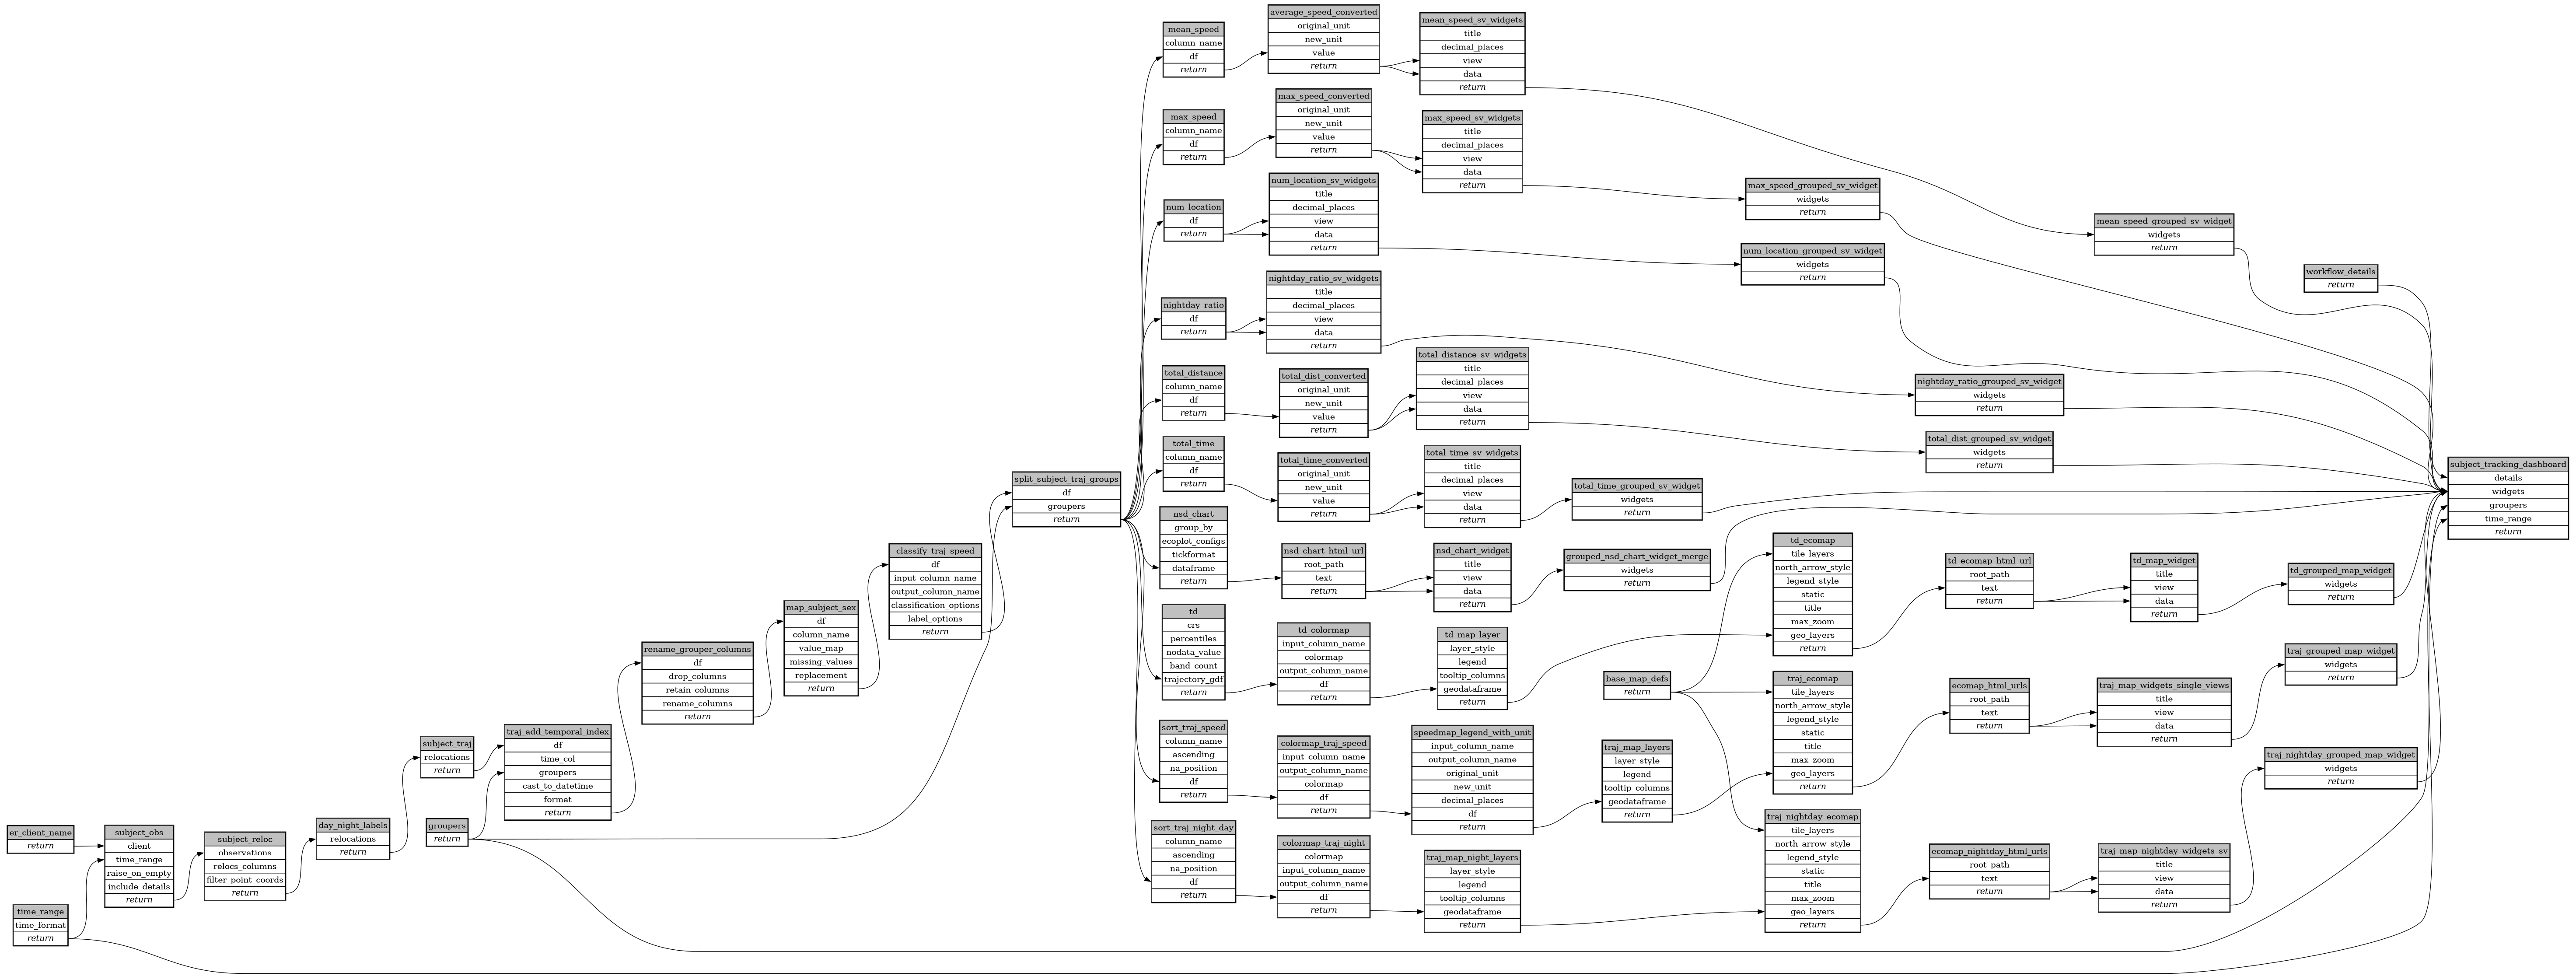 er_client_name
return
time_range
time_format
return
subject_obs
client
time_range
raise_on_empty
include_details
return
subject_reloc
observations
relocs_columns
filter_point_coords
return
day_night_labels
relocations
return
subject_traj
relocations
return
groupers
return
traj_add_temporal_index
df
time_col
groupers
cast_to_datetime
format
return
rename_grouper_columns
df
drop_columns
retain_columns
rename_columns
return
map_subject_sex
df
column_name
value_map
missing_values
replacement
return
classify_traj_speed
df
input_column_name
output_column_name
classification_options
label_options
return
split_subject_traj_groups
df
groupers
return
mean_speed
column_name
df
return
average_speed_converted
original_unit
new_unit
value
return
mean_speed_sv_widgets
title
decimal_places
view
data
return
max_speed
column_name
df
return
max_speed_converted
original_unit
new_unit
value
return
max_speed_sv_widgets
title
decimal_places
view
data
return
num_location
df
return
num_location_sv_widgets
title
decimal_places
view
data
return
nightday_ratio
df
return
nightday_ratio_sv_widgets
title
decimal_places
view
data
return
total_distance
column_name
df
return
total_dist_converted
original_unit
new_unit
value
return
total_distance_sv_widgets
title
decimal_places
view
data
return
total_time
column_name
df
return
total_time_converted
original_unit
new_unit
value
return
total_time_sv_widgets
title
decimal_places
view
data
return
total_time_grouped_sv_widget
widgets
return
nsd_chart
group_by
ecoplot_configs
tickformat
dataframe
return
nsd_chart_html_url
root_path
text
return
nsd_chart_widget
title
view
data
return
grouped_nsd_chart_widget_merge
widgets
return
td
crs
percentiles
nodata_value
band_count
trajectory_gdf
return
td_colormap
input_column_name
colormap
output_column_name
df
return
td_map_layer
layer_style
legend
tooltip_columns
geodataframe
return
sort_traj_speed
column_name
ascending
na_position
df
return
colormap_traj_speed
input_column_name
output_column_name
colormap
df
return
speedmap_legend_with_unit
input_column_name
output_column_name
original_unit
new_unit
decimal_places
df
return
traj_map_layers
layer_style
legend
tooltip_columns
geodataframe
return
sort_traj_night_day
column_name
ascending
na_position
df
return
colormap_traj_night
colormap
input_column_name
output_column_name
df
return
traj_map_night_layers
layer_style
legend
tooltip_columns
geodataframe
return
base_map_defs
return
max_speed_grouped_sv_widget
widgets
return
num_location_grouped_sv_widget
widgets
return
nightday_ratio_grouped_sv_widget
widgets
return
total_dist_grouped_sv_widget
widgets
return
mean_speed_grouped_sv_widget
widgets
return
workflow_details
return
td_ecomap
tile_layers
north_arrow_style
legend_style
static
title
max_zoom
geo_layers
return
td_ecomap_html_url
root_path
text
return
td_map_widget
title
view
data
return
td_grouped_map_widget
widgets
return
traj_ecomap
tile_layers
north_arrow_style
legend_style
static
title
max_zoom
geo_layers
return
ecomap_html_urls
root_path
text
return
traj_map_widgets_single_views
title
view
data
return
traj_grouped_map_widget
widgets
return
traj_nightday_ecomap
tile_layers
north_arrow_style
legend_style
static
title
max_zoom
geo_layers
return
ecomap_nightday_html_urls
root_path
text
return
traj_map_nightday_widgets_sv
title
view
data
return
traj_nightday_grouped_map_widget
widgets
return
subject_tracking_dashboard
details
widgets
groupers
time_range
return